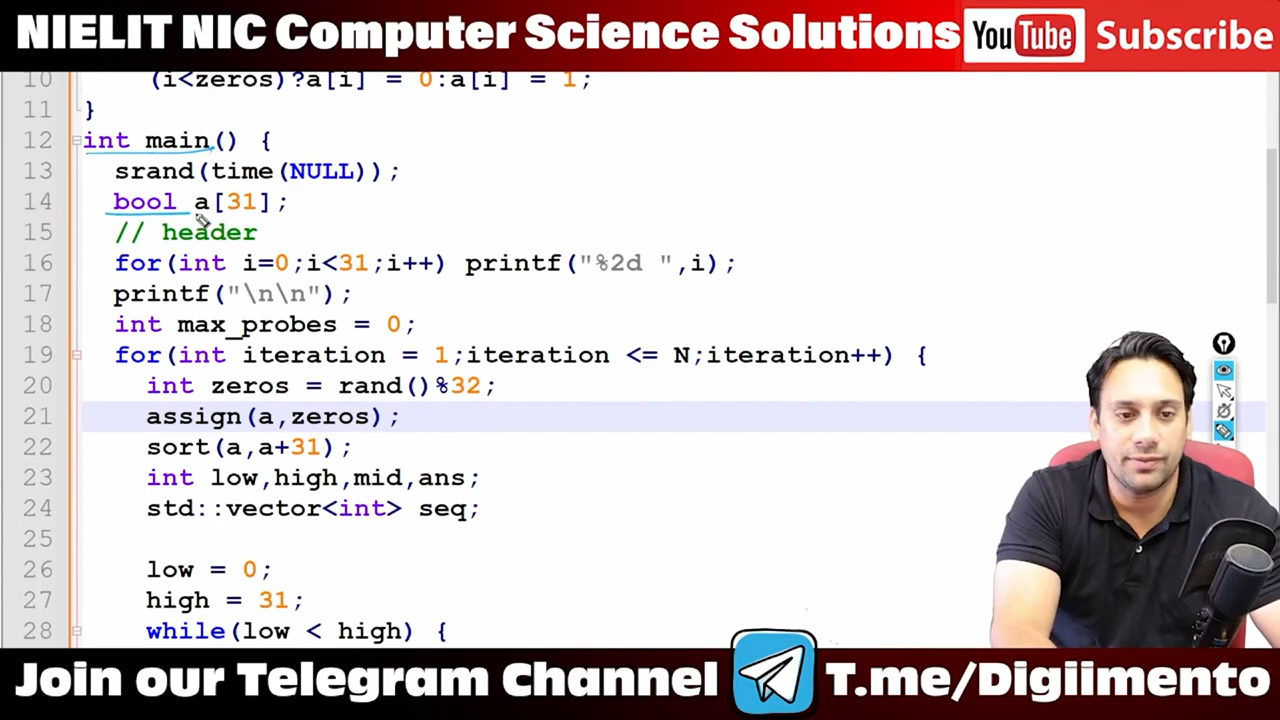 NIELIT NIC Computer Science Solutions YouTube Subscribe
10 (i<zeros)?a[i] = 0:a[i] = 1;
11 }
12 int main() {
13 srand(time(NULL));
14 bool a[31];
15 // header
16 for(int i=0;i<31;i++) printf("%2d ",i);
17 printf("\n\n");
18 int max_probes = 0;
19 for(int iteration = 1;iteration <= N;iteration++) {
20 int zeros = rand()%32;
21 assign(a,zeros);
22 sort(a,a+31);
23 int low,high,mid,ans;
24 std::vector<int> seq;
25
26 low = 0;
27 high = 31;
28 while(low < high) {
Join our Telegram Channel T.me/Digiimento